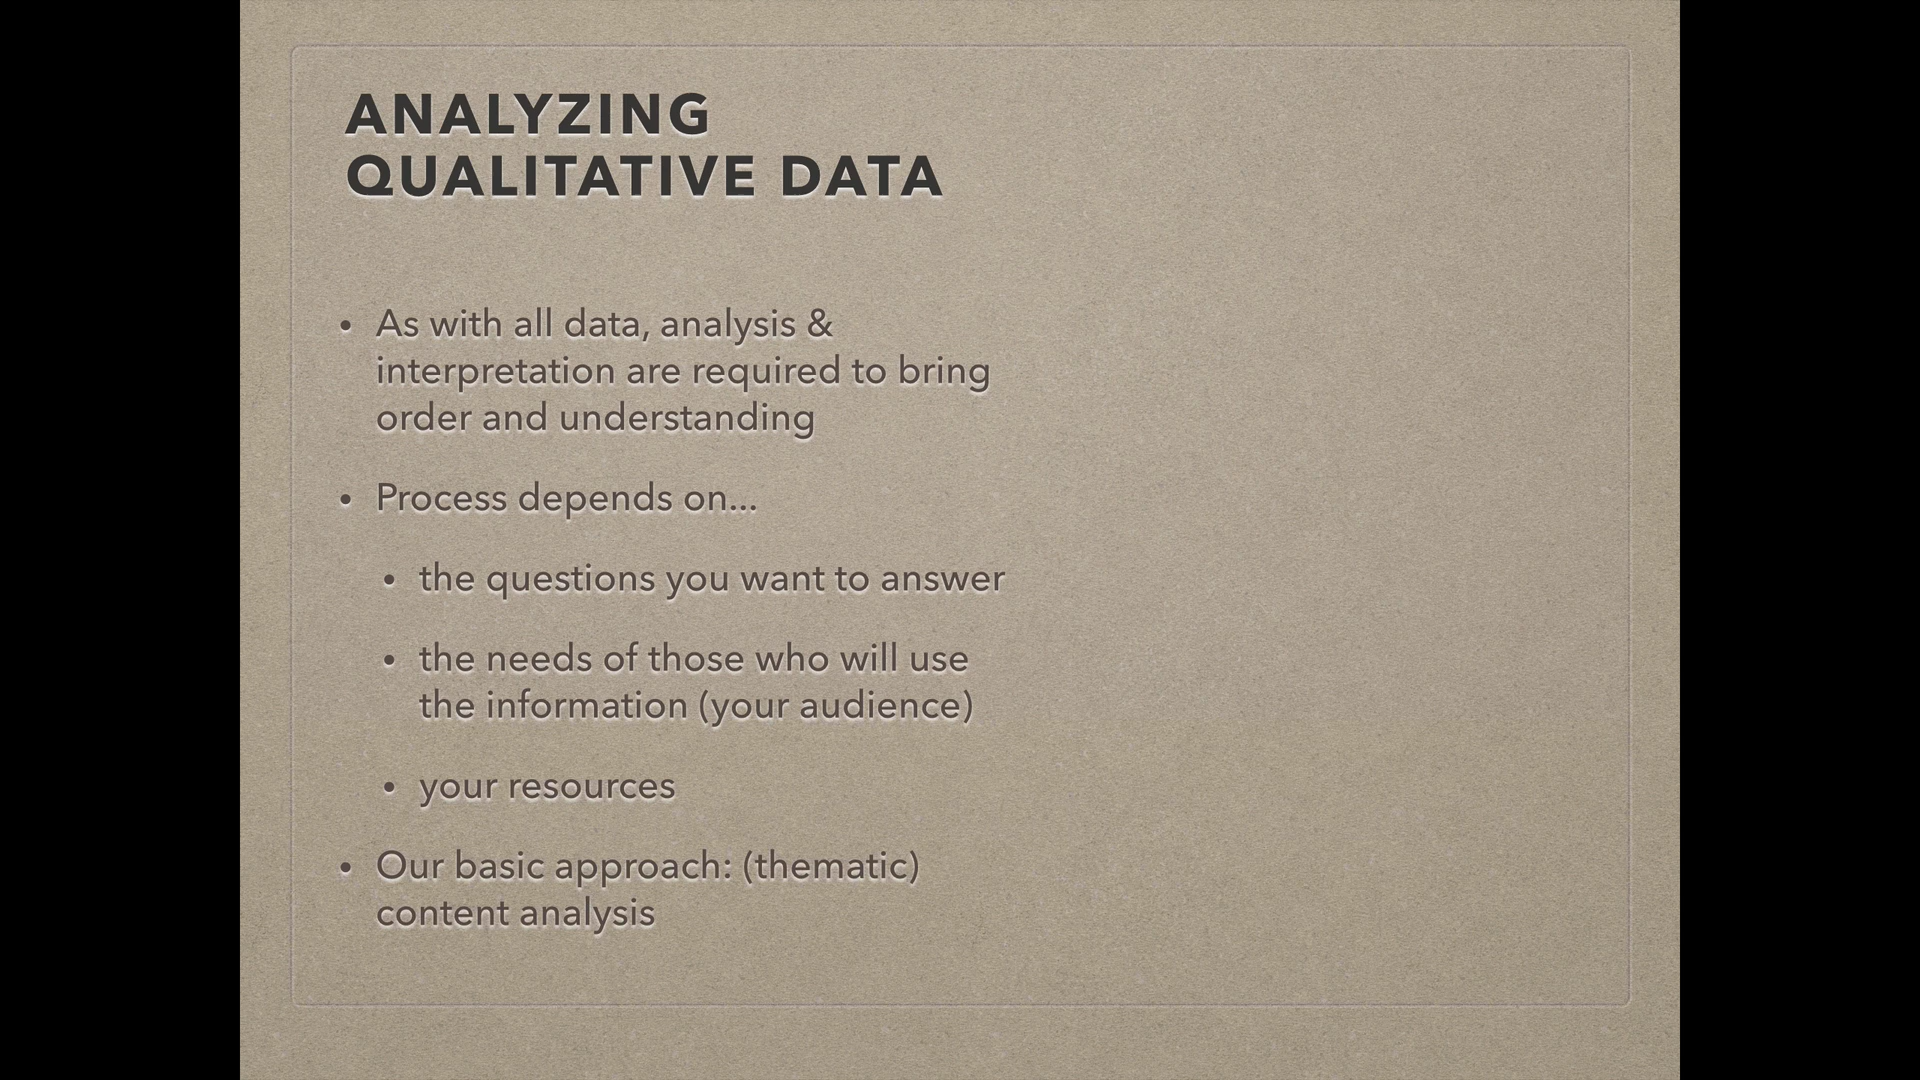 ANALYZING
QUALITATIVE DATA
• As with all data, analysis &
interpretation are required to bring
order and understanding
• Process depends on...
• the questions you want to answer
• the needs of those who will use
the information (your audience)
• your resources
• Our basic approach: (thematic)
content analysis